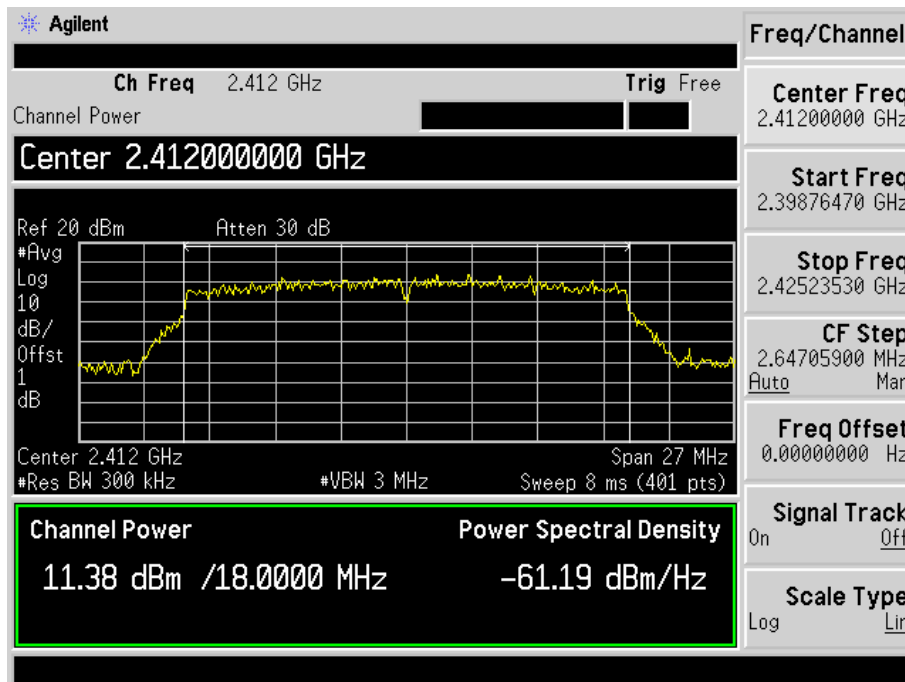 Agilent
Freq/Channel
Ch Freq 2.412 GHz Trig Free
Channel Power
Center 2.412000000 GHz
Ref 20 dBm Atten 30 dB
#Avg
Log
10
dB/
Offst
1
dB
Center 2.412 GHz Span 27 MHz
#Res BW 300 kHz #VBW 3 MHz Sweep 8 ms (401 pts)
Channel Power Power Spectral Density
11.38 dBm /18.0000 MHz -61.19 dBm/Hz
Center Freq
2.41200000 GHz
Start Freq
2.39876470 GHz
Stop Freq
2.42523530 GHz
CF Step
2.64705900 MHz
Auto Man
Freq Offset
0.00000000 Hz
Signal Track
On Off
Scale Type
Log Lin